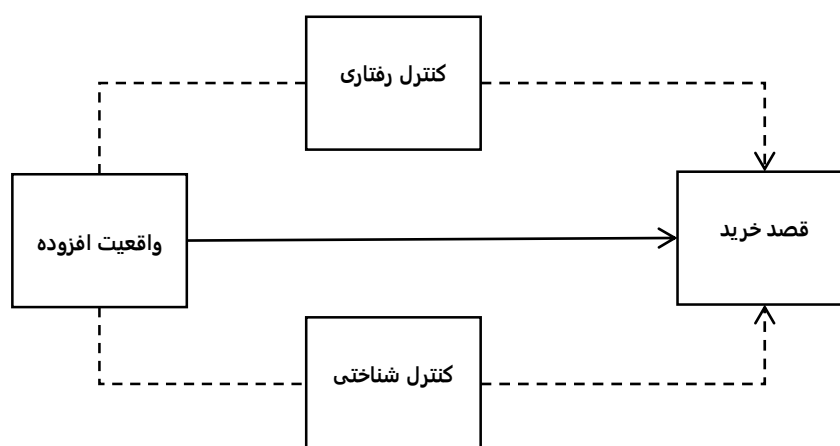 کنترل رفتاری
واقعیت افزوده
قصد خرید
کنترل شناختی